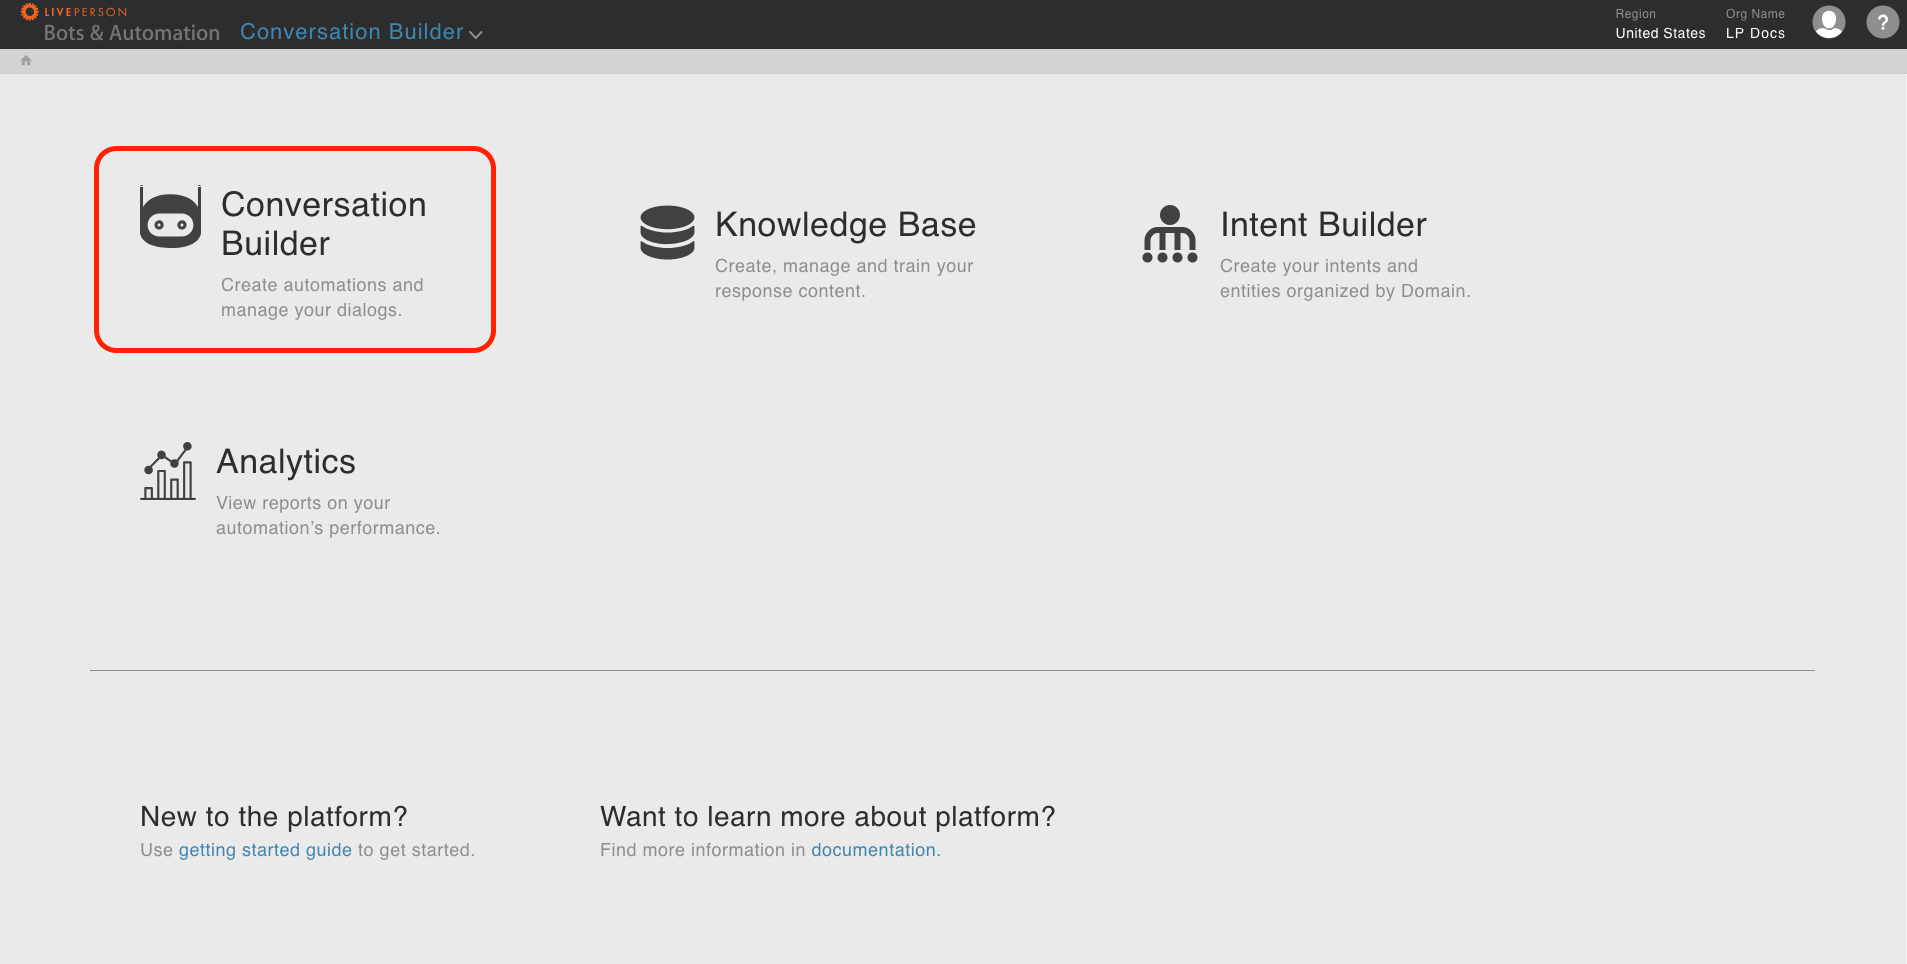 LIVEPERSON
Bots & Automation
Conversation Builder
Region
United States
Org Name
LP Docs
?
Conversation
Builder
Create automations and
manage your dialogs.
Knowledge Base
Create, manage and train your
response content.
Intent Builder
Create your intents and
entities organized by Domain.
Analytics
View reports on your
automation’s performance.
New to the platform?
Use getting started guide to get started.
Want to learn more about platform?
Find more information in documentation.